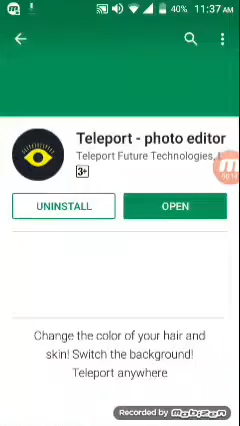 40% 11:37 AM
Teleport - photo editor
Teleport Future Technologies,
3+
UNINSTALL
OPEN
Change the color of your hair and
skin! Switch the background!
Teleport anywhere
Recorded by mobizen